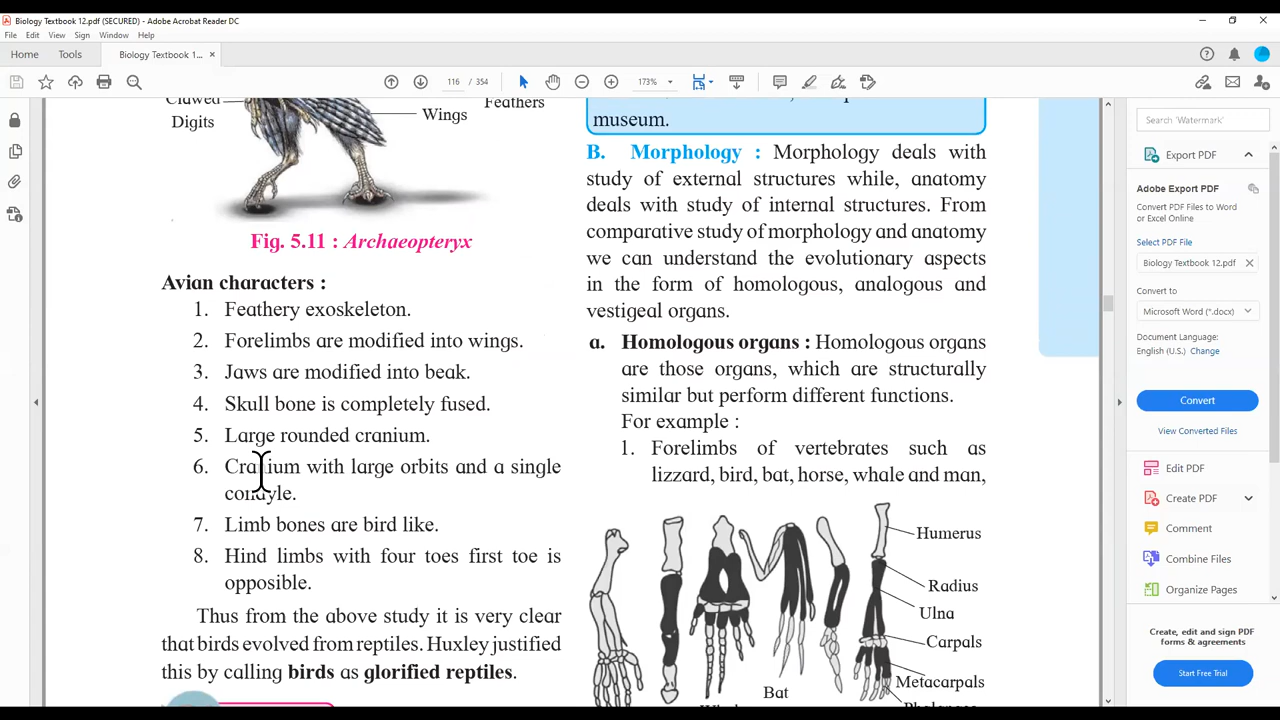 Biology Textbook 12.pdf (SECURED) - Adobe Acrobat Reader DC
File Edit View Sign Window Help
Home Tools Biology Textbook 1... ×
116 / 354 173%
Clawed
Digits
Wings
Feathers
Fig. 5.11 : Archaeopteryx
Avian characters :
1. Feathery exoskeleton.
2. Forelimbs are modified into wings.
3. Jaws are modified into beak.
4. Skull bone is completely fused.
5. Large rounded cranium.
6. Cranium with large orbits and a single
condyle.
7. Limb bones are bird like.
8. Hind limbs with four toes first toe is
opposible.
Thus from the above study it is very clear
that birds evolved from reptiles. Huxley justified
this by calling birds as glorified reptiles.
museum.
B. Morphology : Morphology deals with
study of external structures while, anatomy
deals with study of internal structures. From
comparative study of morphology and anatomy
we can understand the evolutionary aspects
in the form of homologous, analogous and
vestigeal organs.
a. Homologous organs : Homologous organs
are those organs, which are structurally
similar but perform different functions.
For example :
1. Forelimbs of vertebrates such as
lizzard, bird, bat, horse, whale and man,
Humerus
Radius
Ulna
Carpals
Metacarpals
Bat
Search 'Watermark'
Export PDF
Adobe Export PDF
Convert PDF Files to Word
or Excel Online
Select PDF File
Biology Textbook 12.pdf
Convert to
Microsoft Word (*.docx)
Document Language:
English (U.S.) Change
Convert
View Converted Files
Edit PDF
Create PDF
Comment
Combine Files
Organize Pages
Create, edit and sign PDF
forms & agreements
Start Free Trial